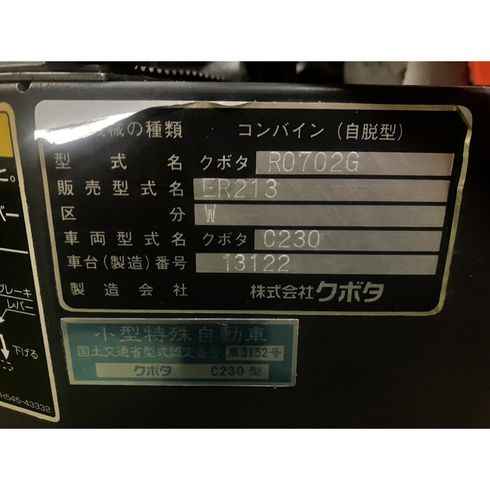 機械の種類 コンバイン(自脱型)
型式名 クボタ R0702G
販売型式名 ER213
区分 W
車両型式名 クボタ C230
車台(製造)番号 13122
製造会社 株式会社クボタ
小型特殊自動車
国土交通省型式認定番号 農3152号
クボタ C230型
ブレーキ
レバー
下げる
H545-43332